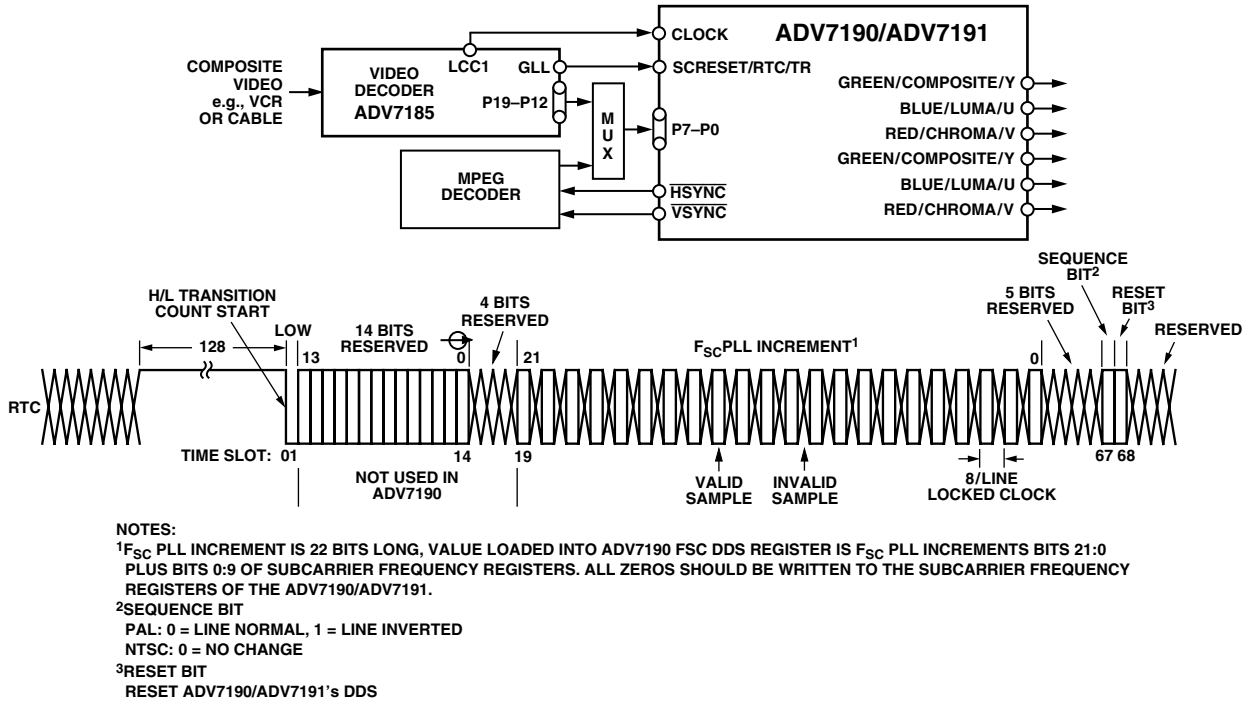 ADV7190/ADV7191
CLOCK
LCC1
GLL
SCRESET/RTC/TR
COMPOSITE
VIDEO
e.g., VCR
OR CABLE
VIDEO
DECODER
ADV7185
P19–P12
MUX
P7–P0
MPEG
DECODER
HSYNC
VSYNC
GREEN/COMPOSITE/Y
BLUE/LUMA/U
RED/CHROMA/V
GREEN/COMPOSITE/Y
BLUE/LUMA/U
RED/CHROMA/V
H/L TRANSITION
COUNT START
LOW
128
13
14 BITS
RESERVED
0
4 BITS
RESERVED
21
FSC PLL INCREMENT¹
0
5 BITS
RESERVED
SEQUENCE
BIT²
RESET
BIT³
RESERVED
RTC
TIME SLOT: 01
14
19
67 68
NOT USED IN
ADV7190
VALID
SAMPLE
INVALID
SAMPLE
8/LINE
LOCKED CLOCK
NOTES:
¹FSC PLL INCREMENT IS 22 BITS LONG, VALUE LOADED INTO ADV7190 FSC DDS REGISTER IS FSC PLL INCREMENTS BITS 21:0
PLUS BITS 0:9 OF SUBCARRIER FREQUENCY REGISTERS. ALL ZEROS SHOULD BE WRITTEN TO THE SUBCARRIER FREQUENCY
REGISTERS OF THE ADV7190/ADV7191.
²SEQUENCE BIT
PAL: 0 = LINE NORMAL, 1 = LINE INVERTED
NTSC: 0 = NO CHANGE
³RESET BIT
RESET ADV7190/ADV7191's DDS